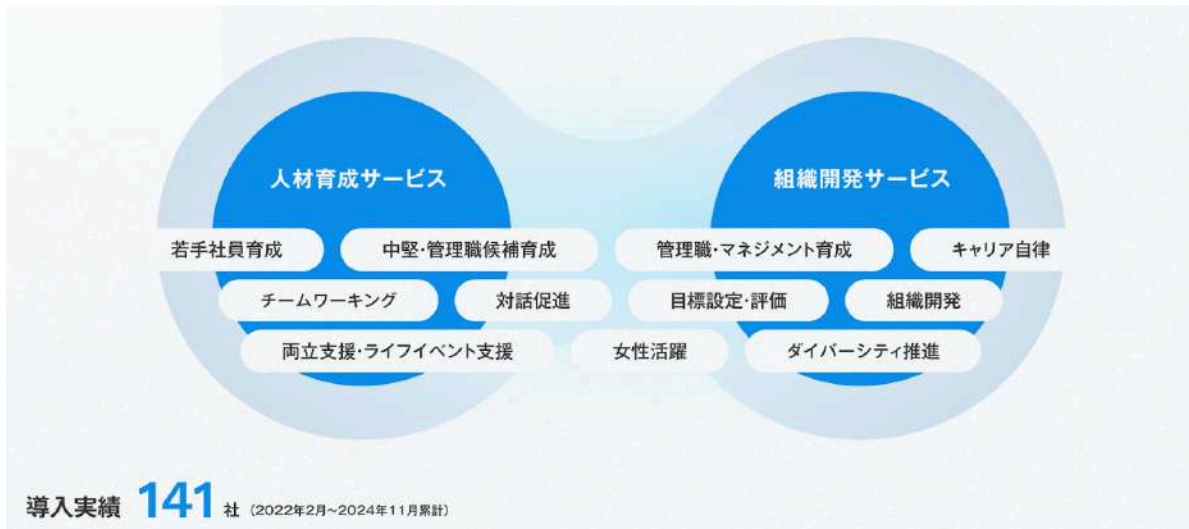 人材育成サービス
組織開発サービス
若手社員育成
中堅・管理職候補育成
管理職・マネジメント育成
キャリア自律
チームワーキング
対話促進
目標設定・評価
組織開発
両立支援・ライフイベント支援
女性活躍
ダイバーシティ推進
導入実績 141 社 (2022年2月~2024年11月累計)